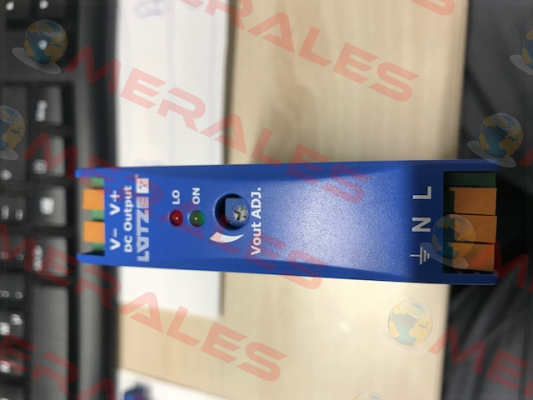 V- V+
DC Output
LÜTZE
LO
ON
Vout ADJ.
N L
MERALES
MERALES
MERALES
MERALES